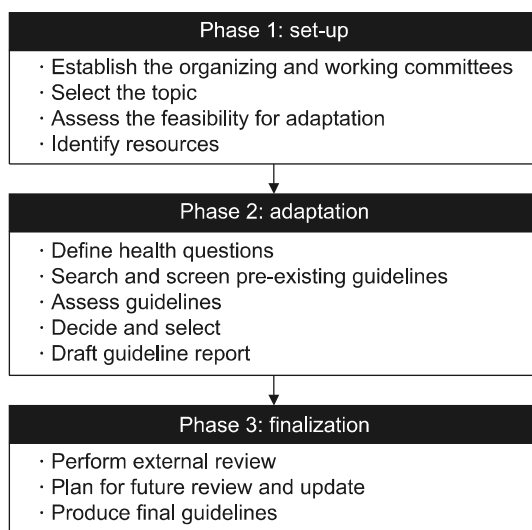 Phase 1: set-up
· Establish the organizing and working committees
· Select the topic
· Assess the feasibility for adaptation
· Identify resources
Phase 2: adaptation
· Define health questions
· Search and screen pre-existing guidelines
· Assess guidelines
· Decide and select
· Draft guideline report
Phase 3: finalization
· Perform external review
· Plan for future review and update
· Produce final guidelines